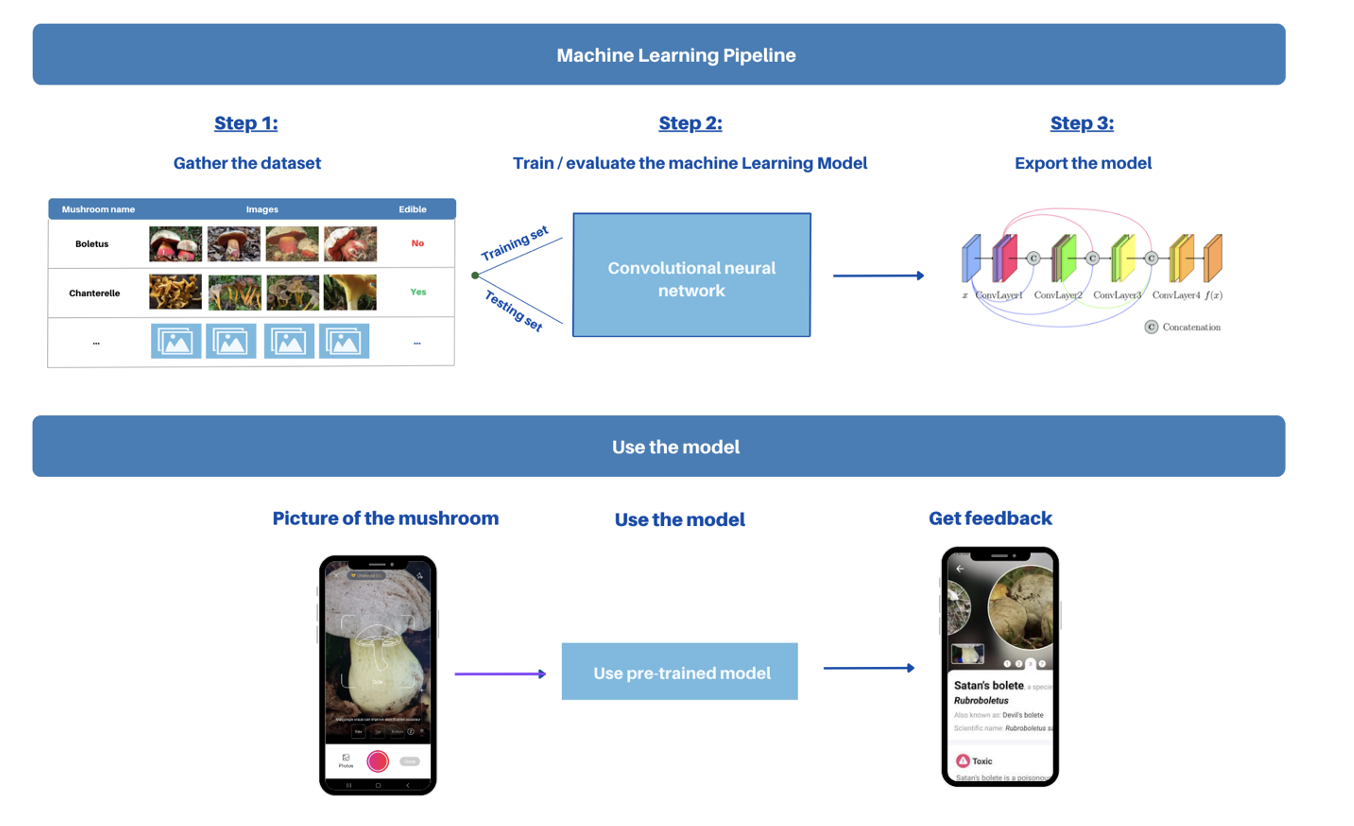 Machine Learning Pipeline
Step 1:
Step 2:
Step 3:
Gather the dataset
Train / evaluate the machine Learning Model
Export the model
Mushroom name
Images
Edible
Boletus
No
Chanterelle
Yes
...
...
Training set
Testing set
Convolutional neural
network
x
ConvLayer1
ConvLayer2
ConvLayer3
ConvLayer4
f(x)
C
C
C
C Concatenation
Use the model
Picture of the mushroom
Use the model
Get feedback
Photos
Use pre-trained model
1 2 3
Satan's bolete, a specie
Rubroboletus
Also known as: Devil's bolete
Scientific name: Rubroboletus sa
Toxic
Satan's bolete is a poisonou